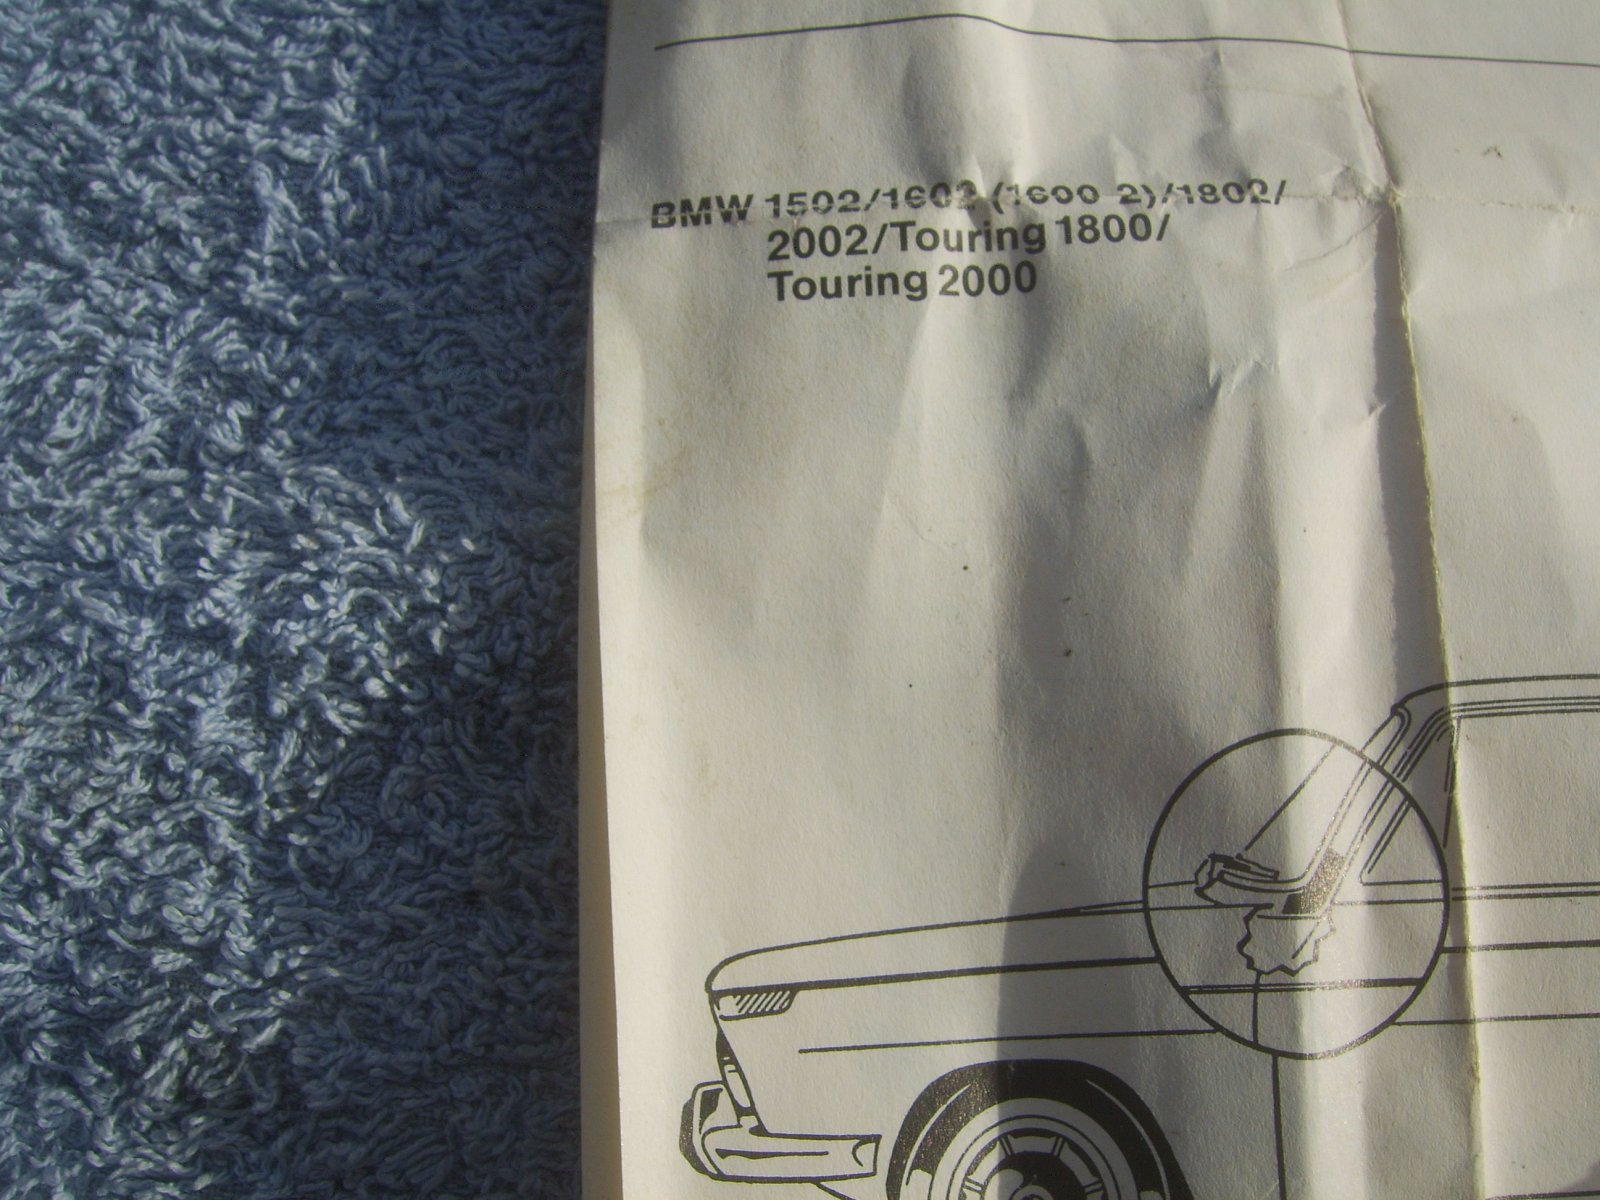 BMW 1502/1602 (1600-2)/1802/
2002/Touring 1800/
Touring 2000